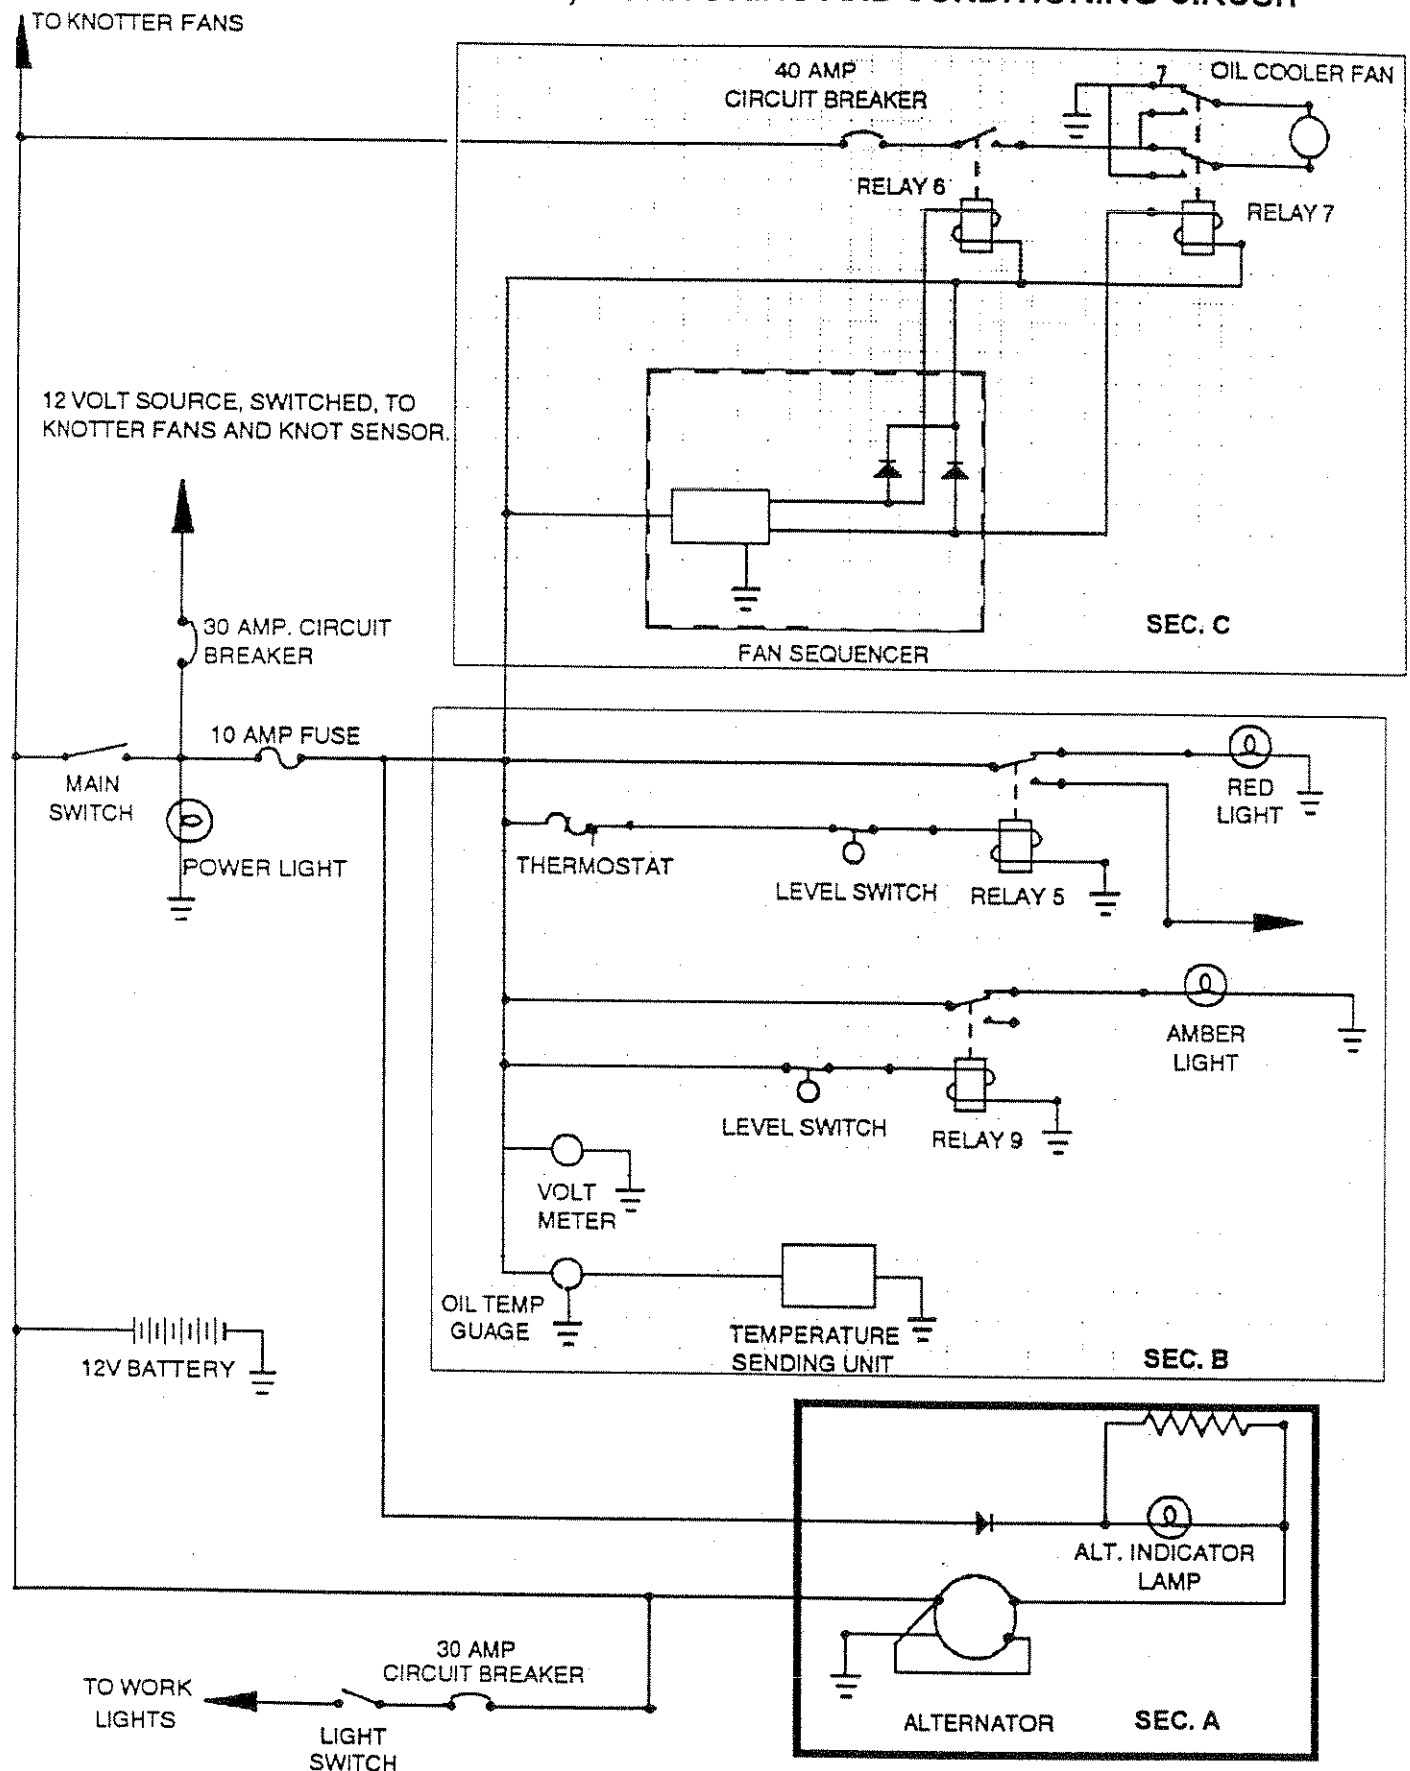 CONDITIONING CIRCUIT
TO KNOTTER FANS
40 AMP
CIRCUIT BREAKER
7
OIL COOLER FAN
RELAY 6
RELAY 7
12 VOLT SOURCE, SWITCHED, TO
KNOTTER FANS AND KNOT SENSOR.
30 AMP. CIRCUIT
BREAKER
SEC. C
FAN SEQUENCER
10 AMP FUSE
MAIN
SWITCH
RED
LIGHT
POWER LIGHT
THERMOSTAT
LEVEL SWITCH
RELAY 5
AMBER
LIGHT
LEVEL SWITCH
RELAY 9
VOLT
METER
OIL TEMP
GUAGE
TEMPERATURE
SENDING UNIT
SEC. B
12V BATTERY
ALT. INDICATOR
LAMP
30 AMP
CIRCUIT BREAKER
TO WORK
LIGHTS
LIGHT
SWITCH
ALTERNATOR
SEC. A